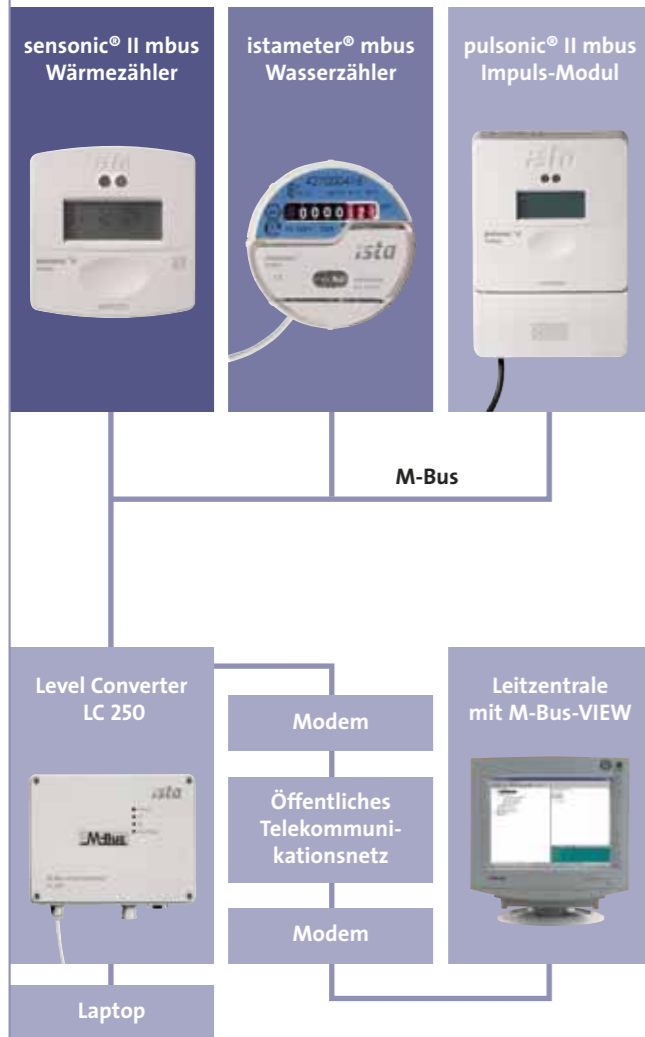 sensonic® II mbus
Wärmezähler
istameter® mbus
Wasserzähler
pulsonic® II mbus
Impuls-Modul
ista
ista
ista
M-Bus
Level Converter
LC 250
ista
M-Bus
Modem
Öffentliches
Telekommuni-
kationsnetz
Modem
Leitzentrale
mit M-Bus-VIEW
Laptop